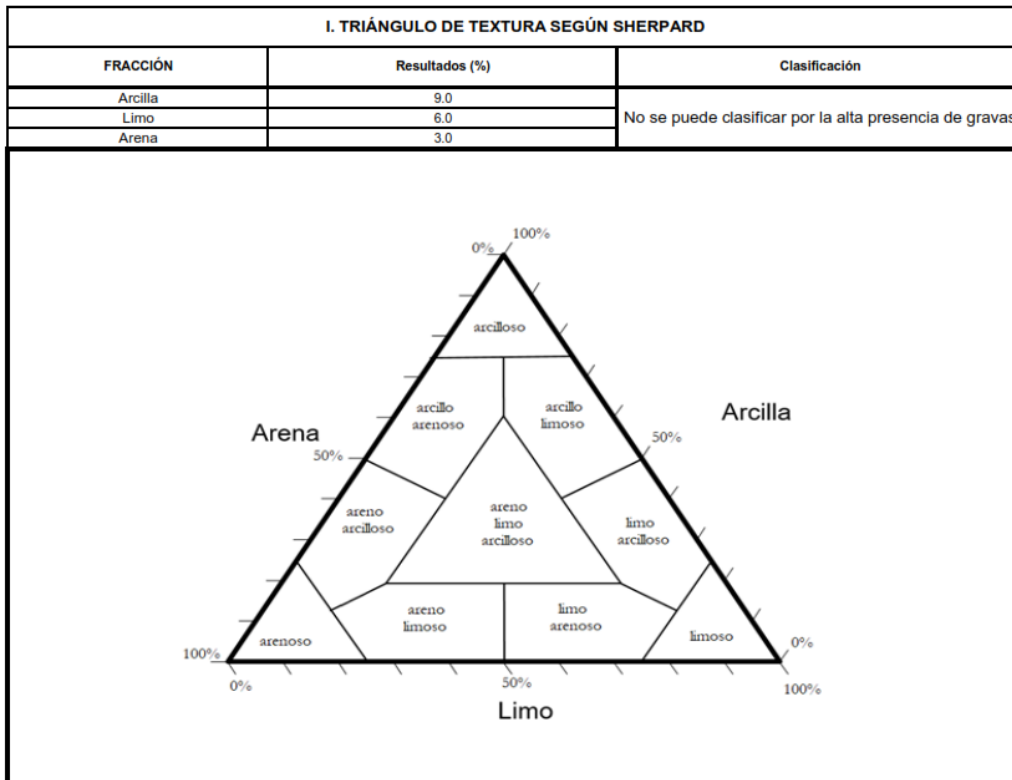 I. TRIÁNGULO DE TEXTURA SEGÚN SHERPARD
FRACCIÓN Resultados (%) Clasificación
Arcilla 9.0
Limo 6.0
No se puede clasificar por la alta presencia de gravas
Arena 3.0
100%
0%
arcilloso
arcillo
arenoso
arcillo
limoso
Arcilla
Arena
50%
50%
areno
arcilloso
areno
limo
arcilloso
limo
arcilloso
areno
limoso
limo
arenoso
arenoso
limoso
0%
100%
0%
50%
100%
Limo